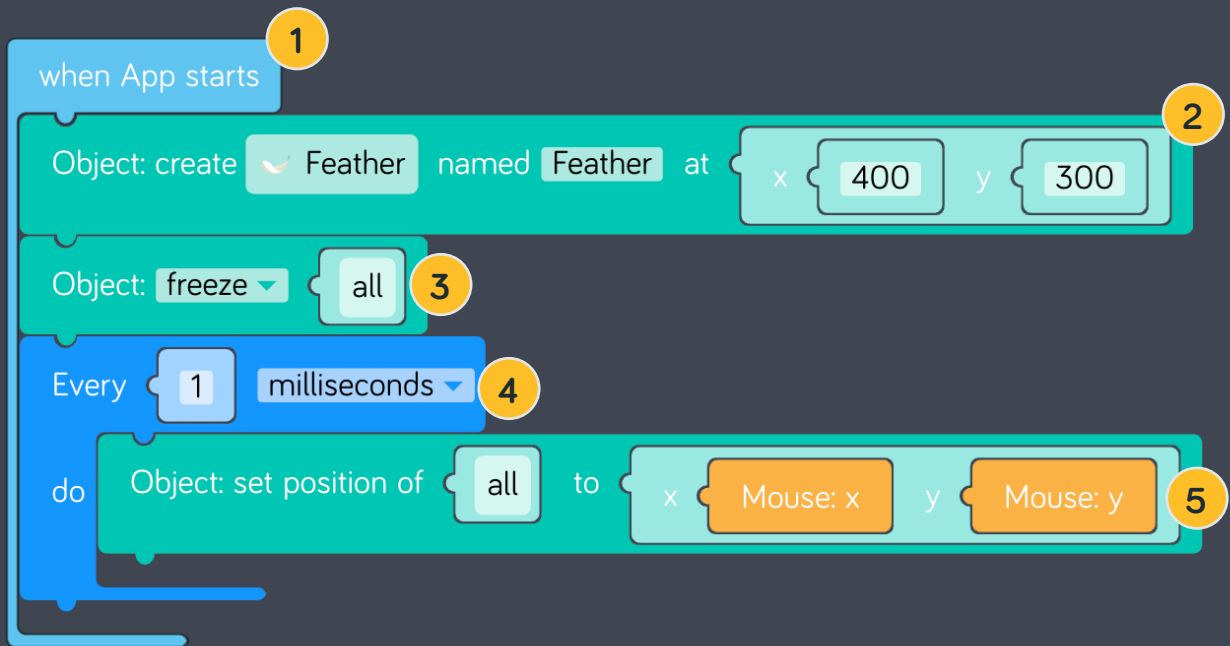 1
when App starts
2
Object: create Feather named Feather at x 400 y 300
Object: freeze all 3
Every 1 milliseconds 4
do Object: set position of all to x Mouse: x y Mouse: y 5